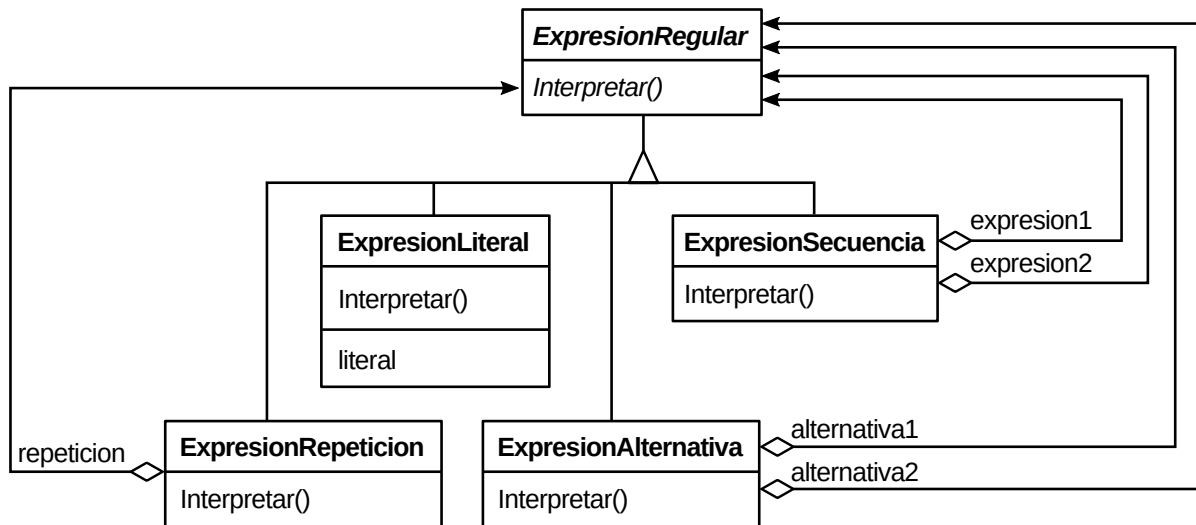 ExpresionRegular
Interpretar()
ExpresionLiteral
Interpretar()
literal
ExpresionSecuencia
Interpretar()
expresion1
expresion2
repeticion
ExpresionRepeticion
Interpretar()
ExpresionAlternativa
Interpretar()
alternativa1
alternativa2